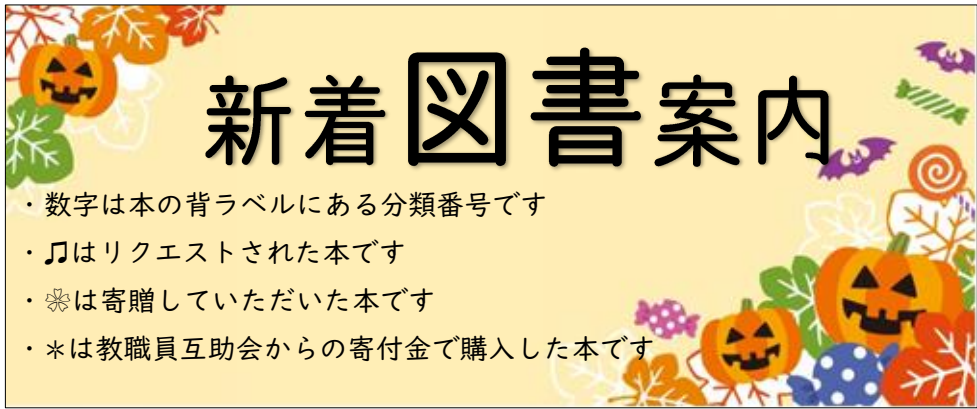 新着図書案内
・数字は本の背ラベルにある分類番号です
・♫はリクエストされた本です
・❀は寄贈していただいた本です
・＊は教職員互助会からの寄付金で購入した本です